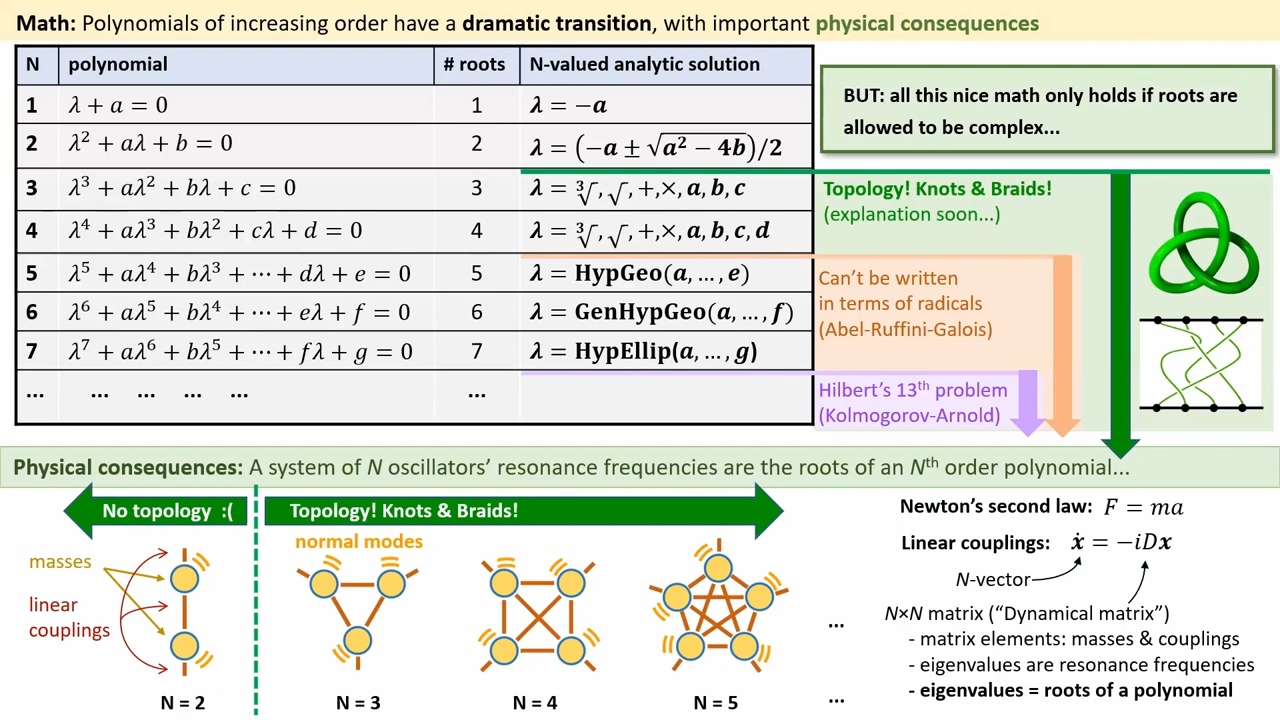 Math: Polynomials of increasing order have a dramatic transition, with important physical consequences
N polynomial # roots N-valued analytic solution
1 λ + a = 0 1 λ = −a
2 λ² + aλ + b = 0 2 λ = (−a ± √(a² − 4b))/2
3 λ³ + aλ² + bλ + c = 0 3 λ = ∛ , √ , +,×, a, b, c
4 λ⁴ + aλ³ + bλ² + cλ + d = 0 4 λ = ∛ , √ , +,×, a, b, c, d
5 λ⁵ + aλ⁴ + bλ³ + ⋯ + dλ + e = 0 5 λ = HypGeo(a, … , e)
6 λ⁶ + aλ⁵ + bλ⁴ + ⋯ + eλ + f = 0 6 λ = GenHypGeo(a, … , f)
7 λ⁷ + aλ⁶ + bλ⁵ + ⋯ + fλ + g = 0 7 λ = HypEllip(a, … , g)
... ... ... ... ... ...
BUT: all this nice math only holds if roots are
allowed to be complex...
Topology! Knots & Braids!
(explanation soon...)
Can't be written
in terms of radicals
(Abel-Ruffini-Galois)
Hilbert's 13th problem
(Kolmogorov-Arnold)
Physical consequences: A system of N oscillators' resonance frequencies are the roots of an Nth order polynomial...
No topology :(
Topology! Knots & Braids!
masses
linear
couplings
normal modes
N = 2
N = 3
N = 4
N = 5
...
...
Newton's second law: F = ma
Linear couplings: ẋ = −iDx
N-vector
N×N matrix ("Dynamical matrix")
- matrix elements: masses & couplings
- eigenvalues are resonance frequencies
- eigenvalues = roots of a polynomial